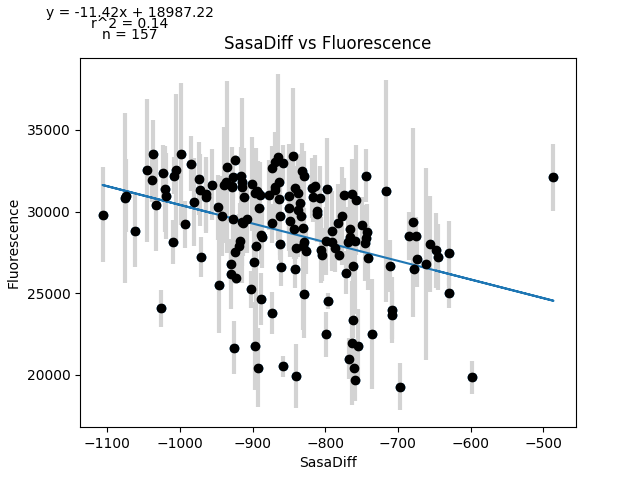 y = -11.42x + 18987.22
r^2 = 0.14
n = 157
SasaDiff vs Fluorescence
35000
30000
25000
20000
Fluorescence
−1100 −1000 −900 −800 −700 −600 −500
SasaDiff